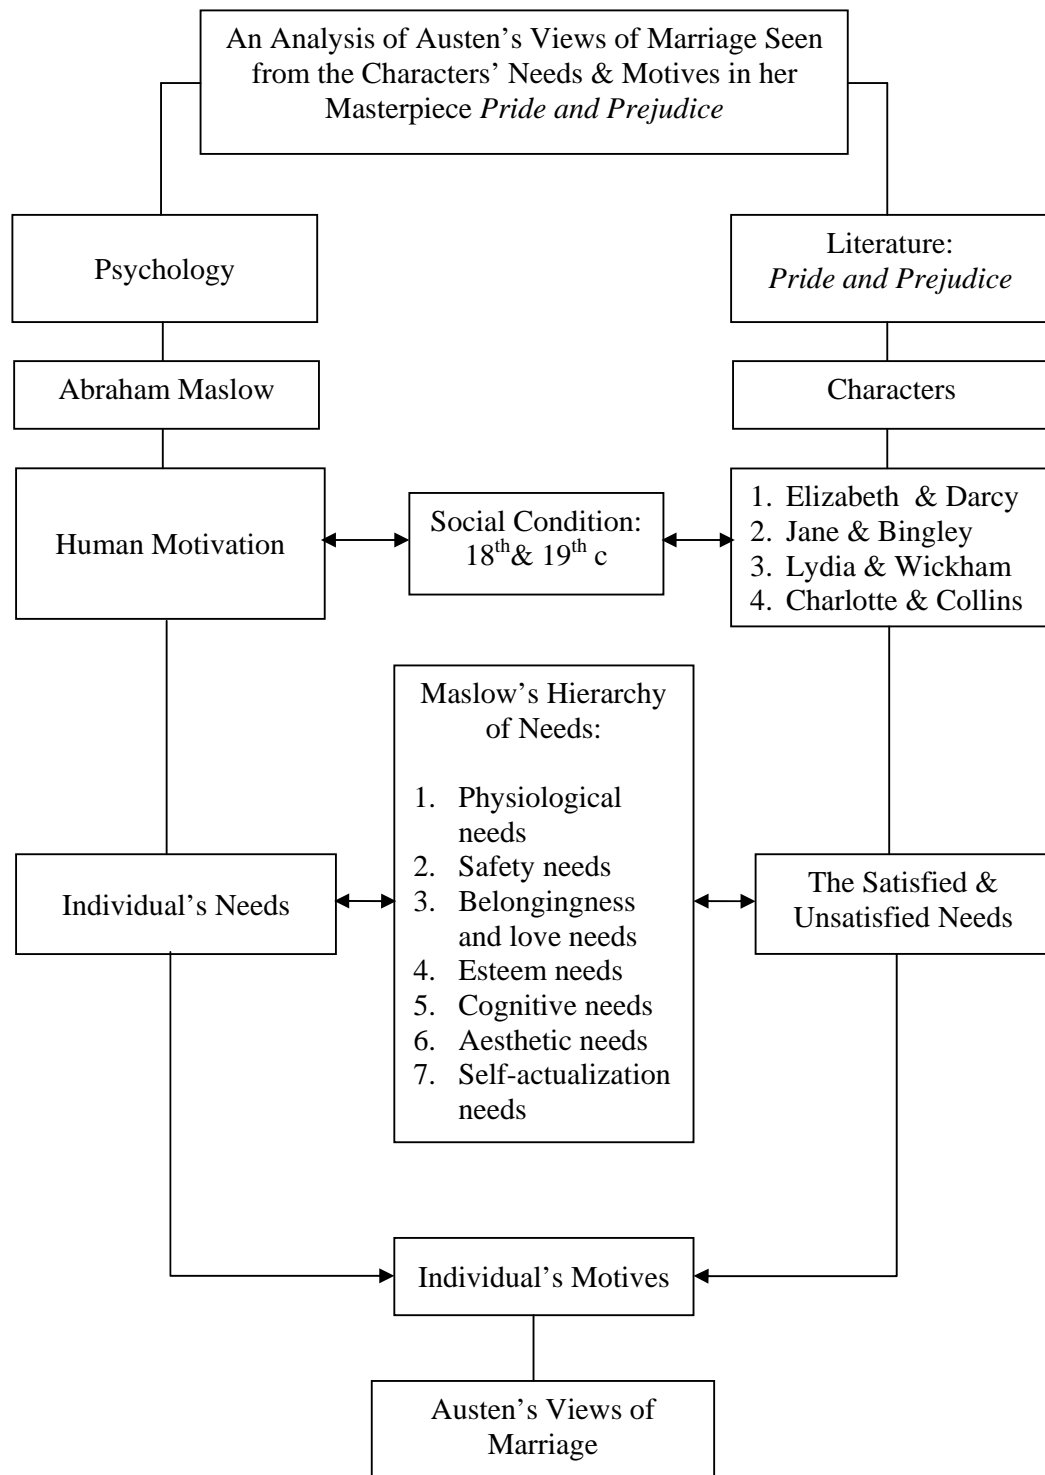 An Analysis of Austen’s Views of Marriage Seen
from the Characters’ Needs & Motives in her
Masterpiece Pride and Prejudice
Psychology
Literature:
Pride and Prejudice
Abraham Maslow
Characters
Human Motivation
Social Condition:
18th& 19th c
1. Elizabeth & Darcy
2. Jane & Bingley
3. Lydia & Wickham
4. Charlotte & Collins
Maslow’s Hierarchy
of Needs:
1. Physiological
needs
2. Safety needs
3. Belongingness
and love needs
4. Esteem needs
5. Cognitive needs
6. Aesthetic needs
7. Self-actualization
needs
Individual’s Needs
The Satisfied &
Unsatisfied Needs
Individual’s Motives
Austen’s Views of
Marriage